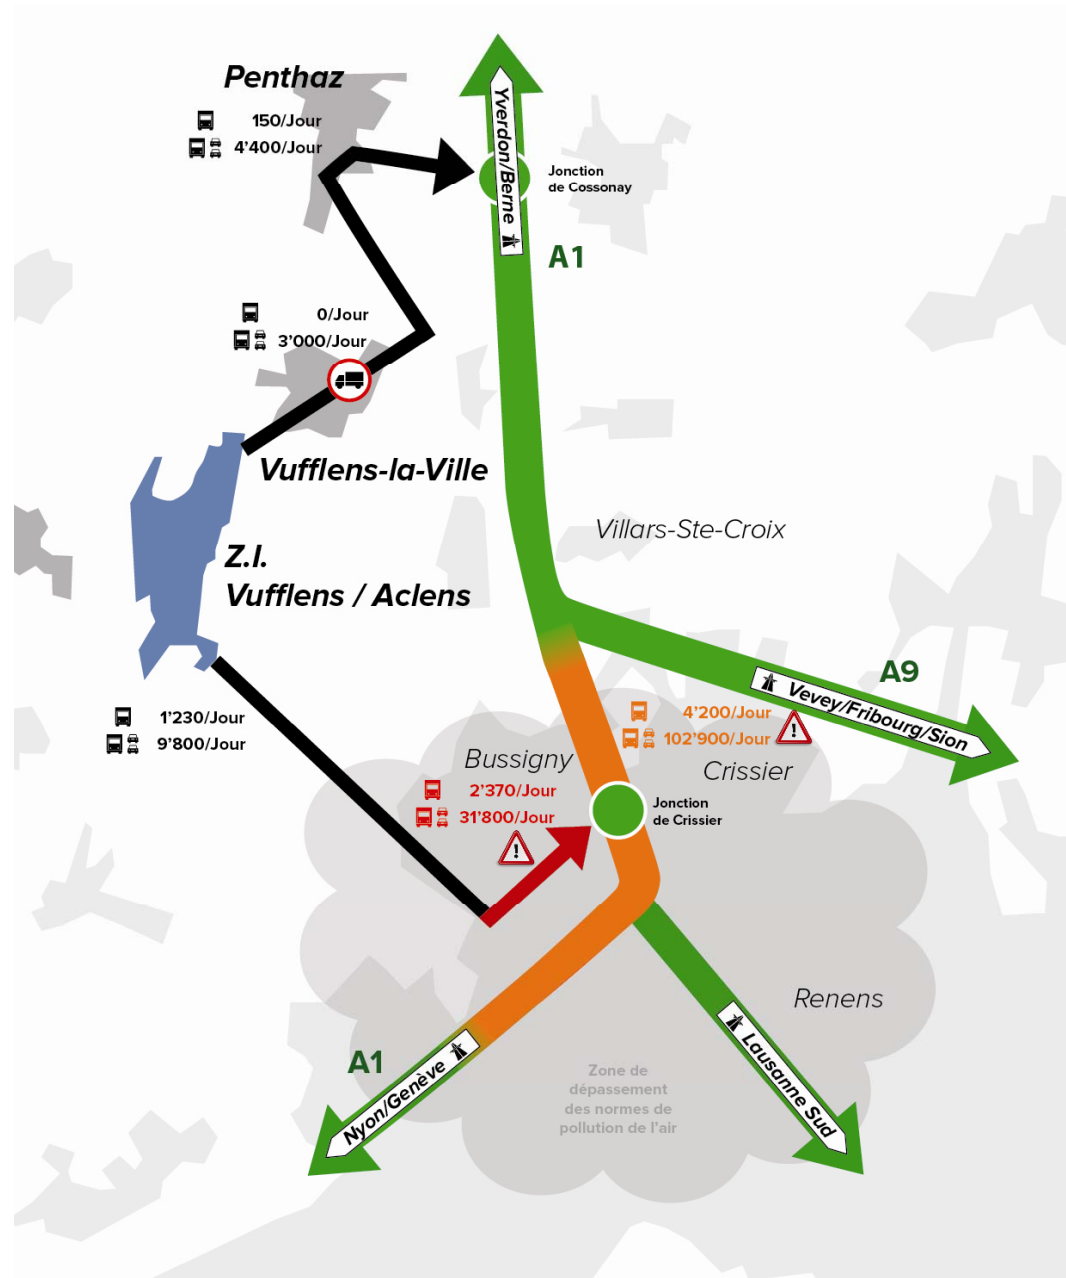 Penthaz
150/Jour
4'400/Jour
Yverdon/Berne
Jonction
de Cossonay
A1
0/Jour
3'000/Jour
Vufflens-la-Ville
Villars-Ste-Croix
Z.I.
Vufflens / Aclens
A9
Vevey/Fribourg/Sion
1'230/Jour
9'800/Jour
4'200/Jour
102'900/Jour
!
Bussigny
Crissier
2'370/Jour
31'800/Jour
!
Jonction
de Crissier
Renens
A1
Nyon/Genève
Lausanne Sud
Zone de
dépassement
des normes de
pollution de l'air